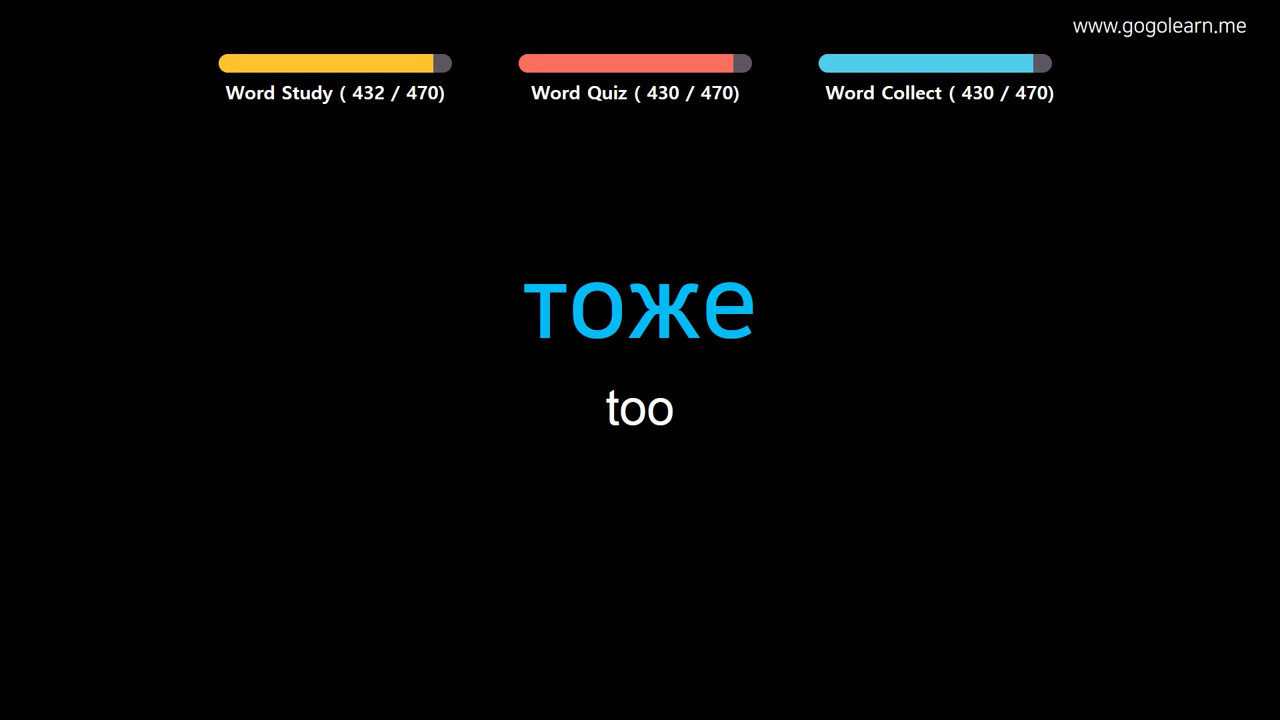 www.gogolearn.me
Word Study ( 432 / 470)
Word Quiz ( 430 / 470)
Word Collect ( 430 / 470)
тоже
too